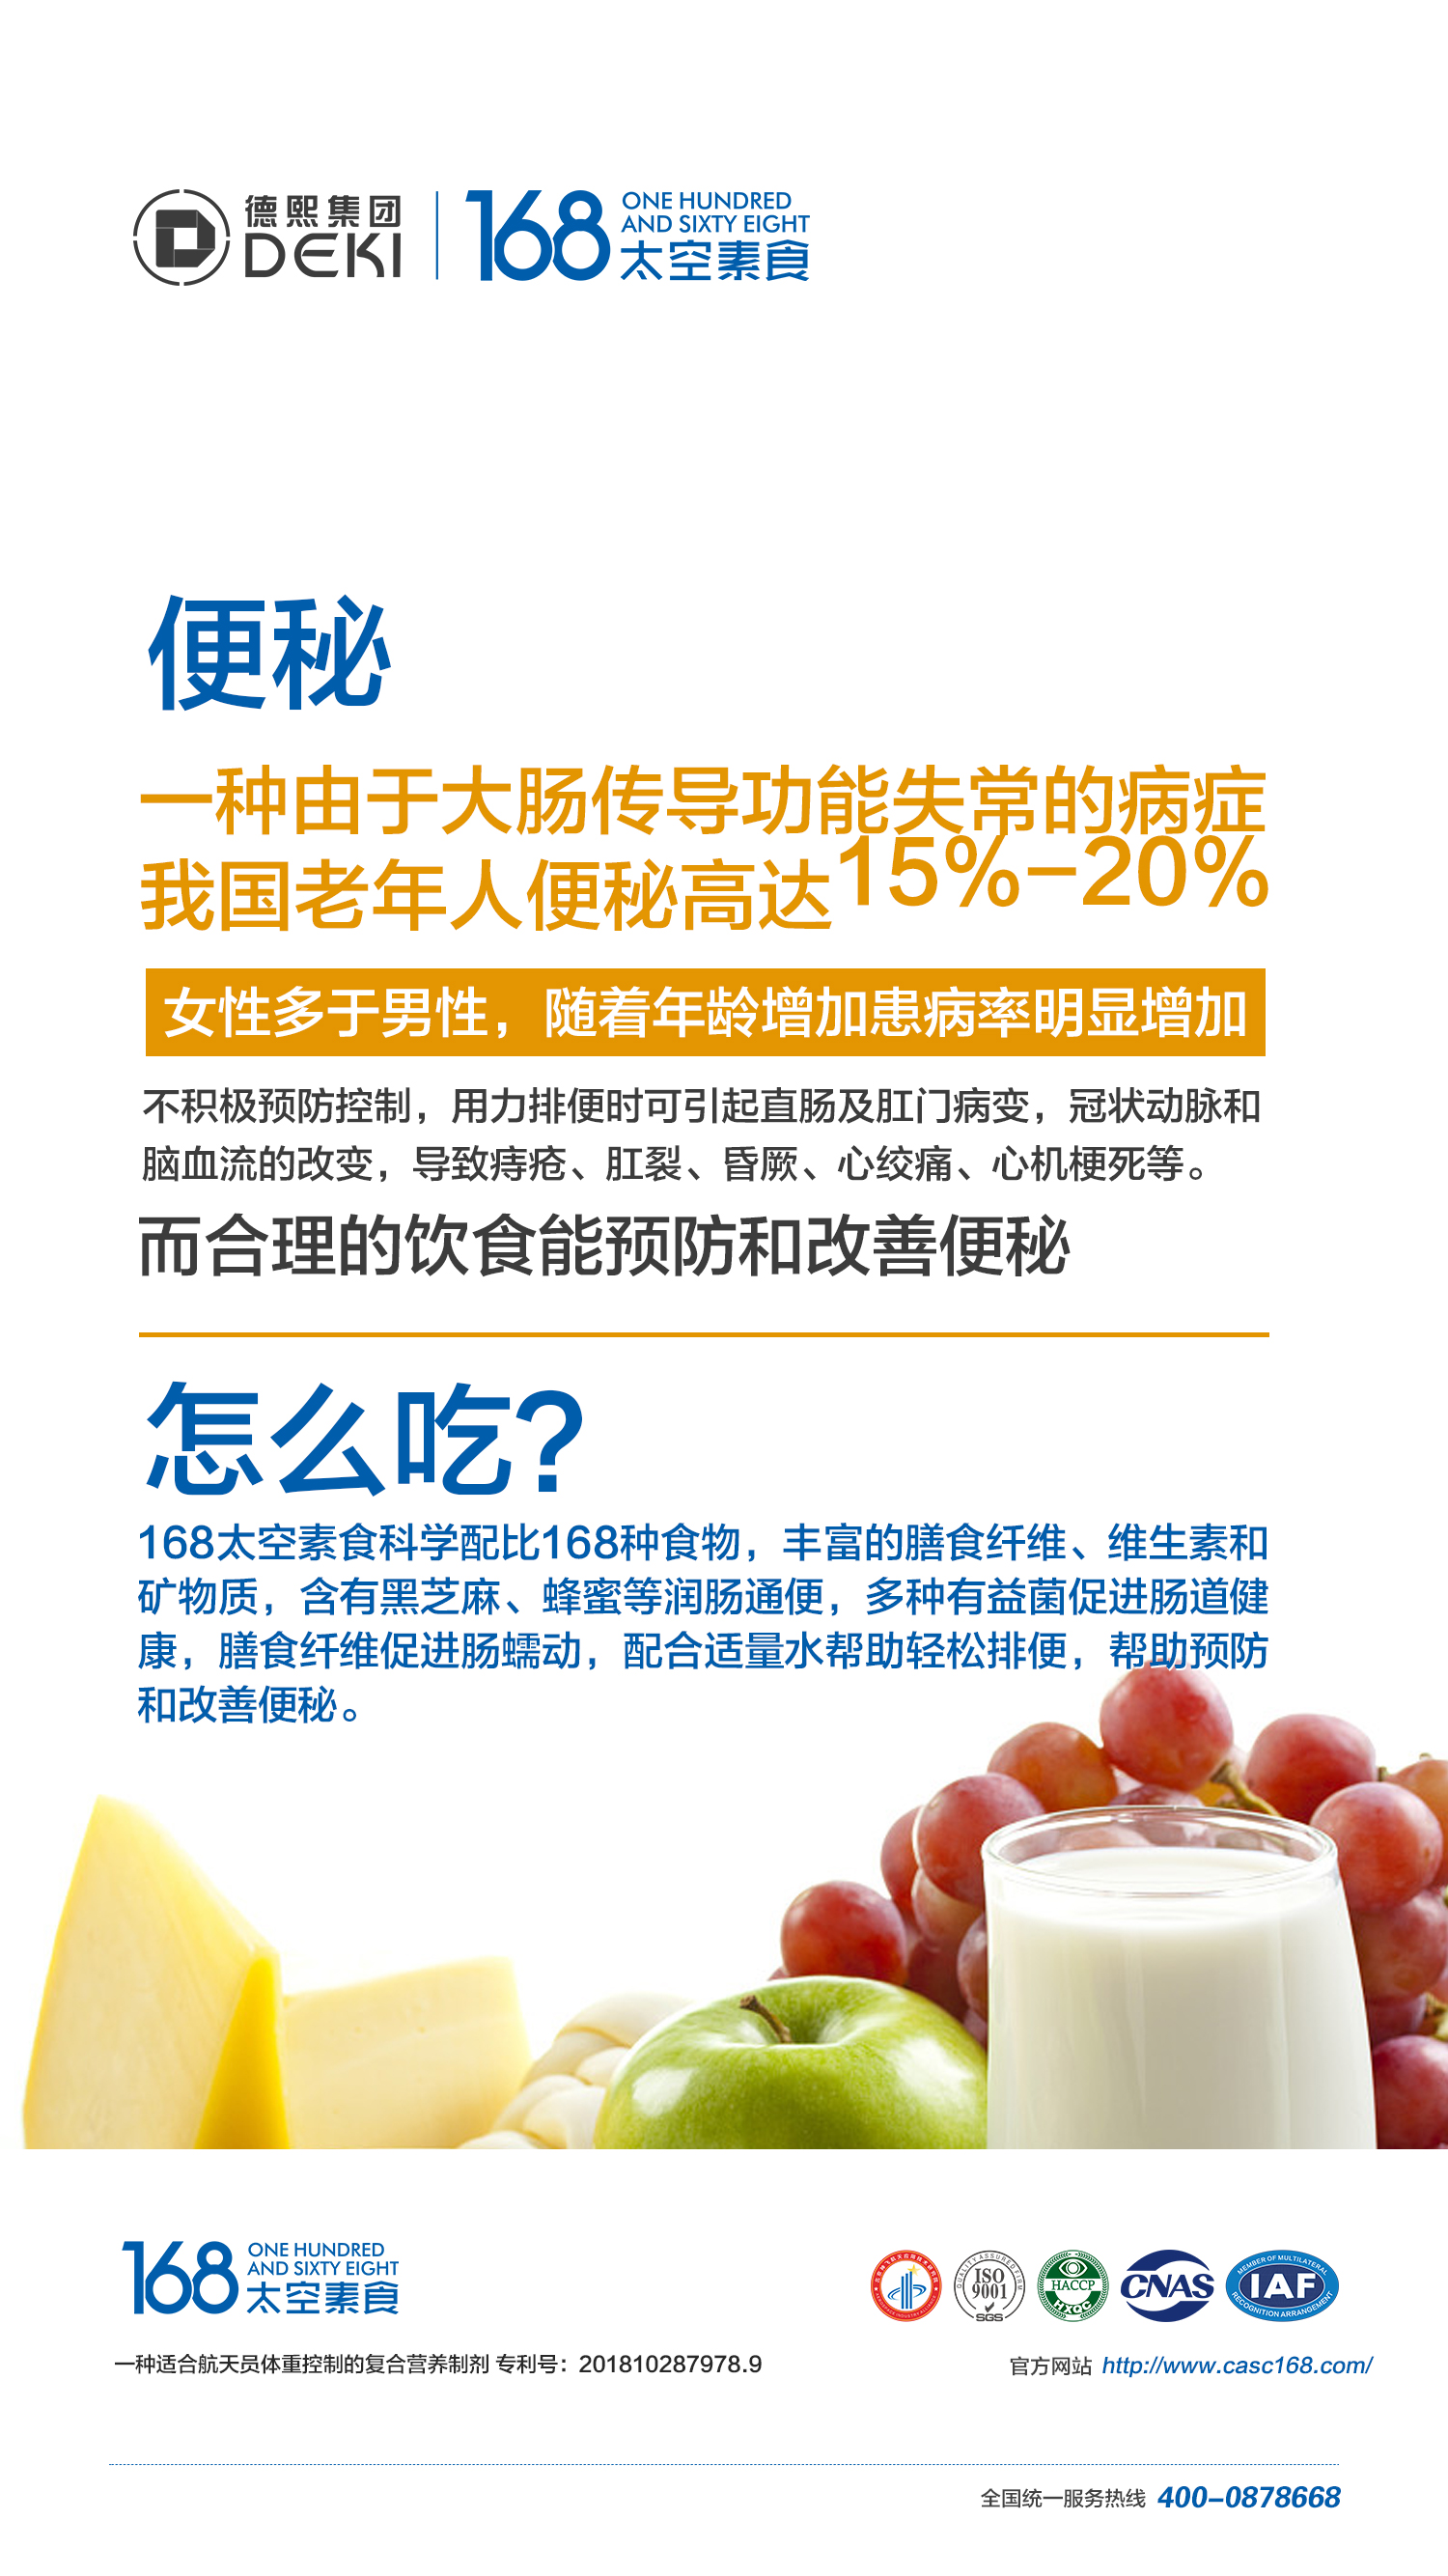 德熙集团
DEKI
168
ONE HUNDRED
AND SIXTY EIGHT
太空素食
便秘
一种由于大肠传导功能失常的病症
我国老年人便秘高达15%-20%
女性多于男性，随着年龄增加患病率明显增加
不积极预防控制，用力排便时可引起直肠及肛门病变，冠状动脉和
脑血流的改变，导致痔疮、肛裂、昏厥、心绞痛、心机梗死等。
而合理的饮食能预防和改善便秘
怎么吃?
168太空素食科学配比168种食物，丰富的膳食纤维、维生素和
矿物质，含有黑芝麻、蜂蜜等润肠通便，多种有益菌促进肠道健
康，膳食纤维促进肠蠕动，配合适量水帮助轻松排便，帮助预防
和改善便秘。
168
ONE HUNDRED
AND SIXTY EIGHT
太空素食
QUALITY ASSURED FIRM
ISO
9001
SGS
HACCP
HXQC
CNAS
MEMBER OF MULTILATERAL
IAF
RECOGNITION ARRANGEMENT
一种适合航天员体重控制的复合营养制剂 专利号：201810287978.9
官方网站 http://www.casc168.com/
全国统一服务热线 400-0878668